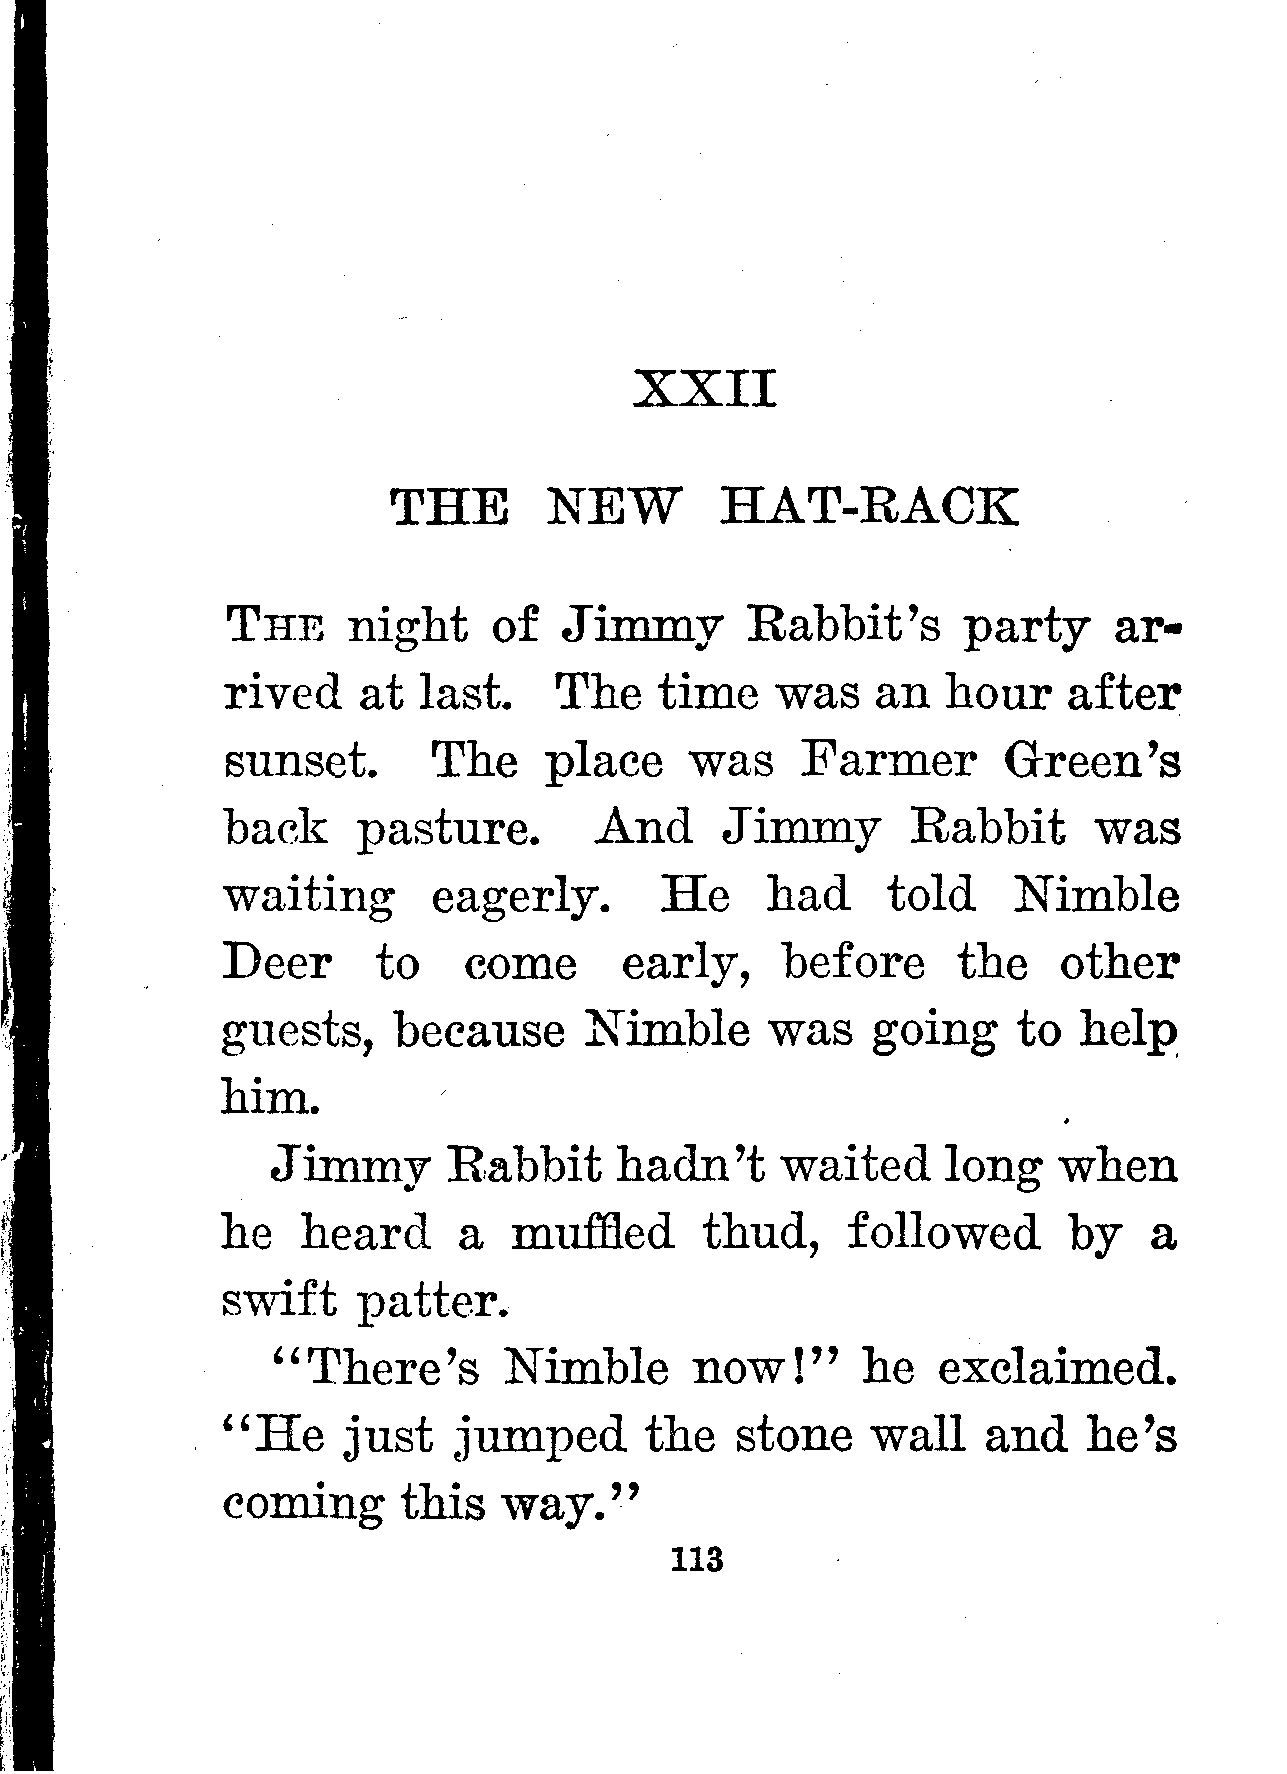 XXII
THE NEW HAT-RACK
THE night of Jimmy Rabbit's party ar-
rived at last. The time was an hour after
sunset. The place was Farmer Green's
back pasture. And Jimmy Rabbit was
waiting eagerly. He had told Nimble
Deer to come early, before the other
guests, because Nimble was going to help
him.
Jimmy Rabbit hadn't waited long when
he heard a muffled thud, followed by a
swift patter.
"There's Nimble now!" he exclaimed.
"He just jumped the stone wall and he's
coming this way."
113